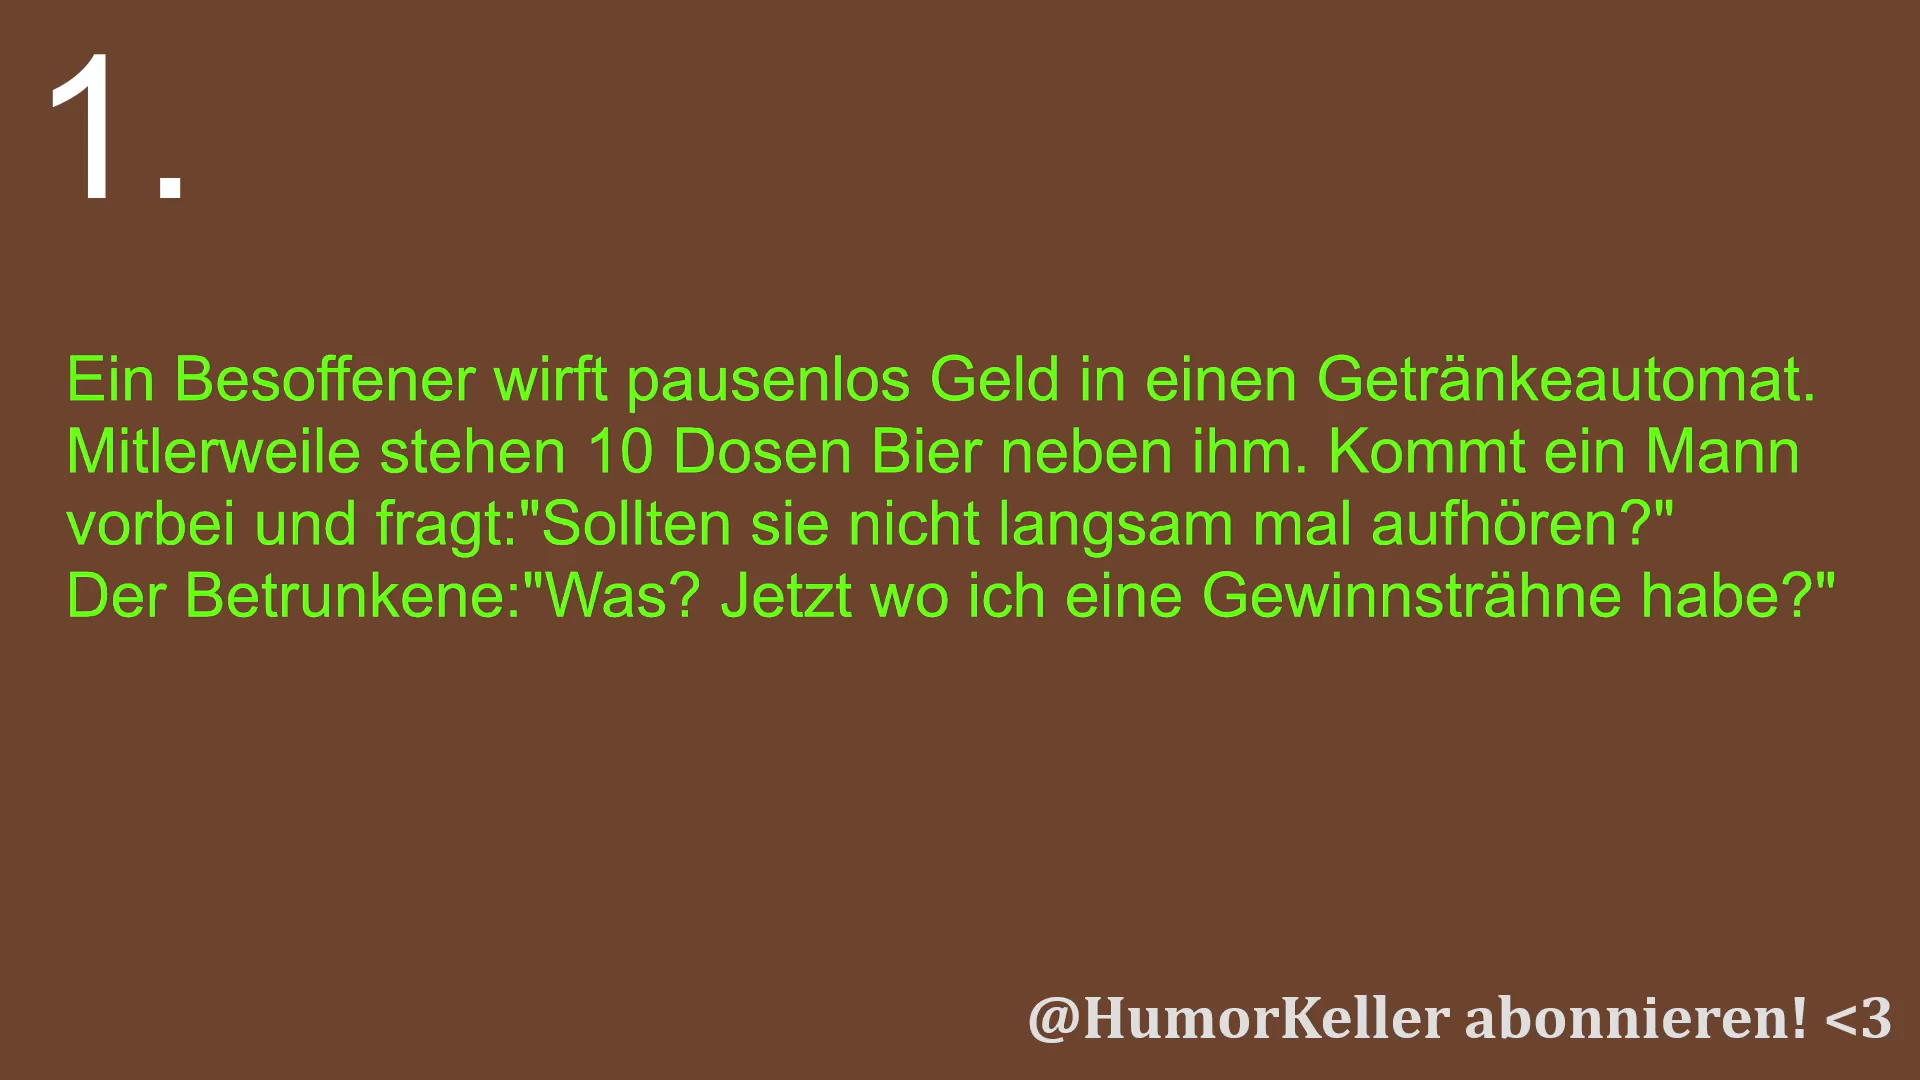 1.
Ein Besoffener wirft pausenlos Geld in einen Getränkeautomat.
Mitlerweile stehen 10 Dosen Bier neben ihm. Kommt ein Mann
vorbei und fragt:"Sollten sie nicht langsam mal aufhören?"
Der Betrunkene:"Was? Jetzt wo ich eine Gewinnsträhne habe?"
@HumorKeller abonnieren! <3